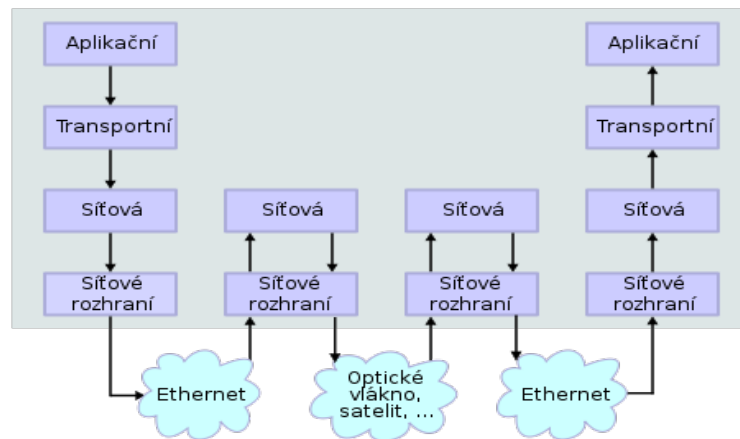 Aplikační
Aplikační
Transportní
Transportní
Síťová
Síťová
Síťová
Síťová
Síťové
rozhraní
Síťové
rozhraní
Síťové
rozhraní
Síťové
rozhraní
Ethernet
Optické
vlákno,
satelit, ...
Ethernet